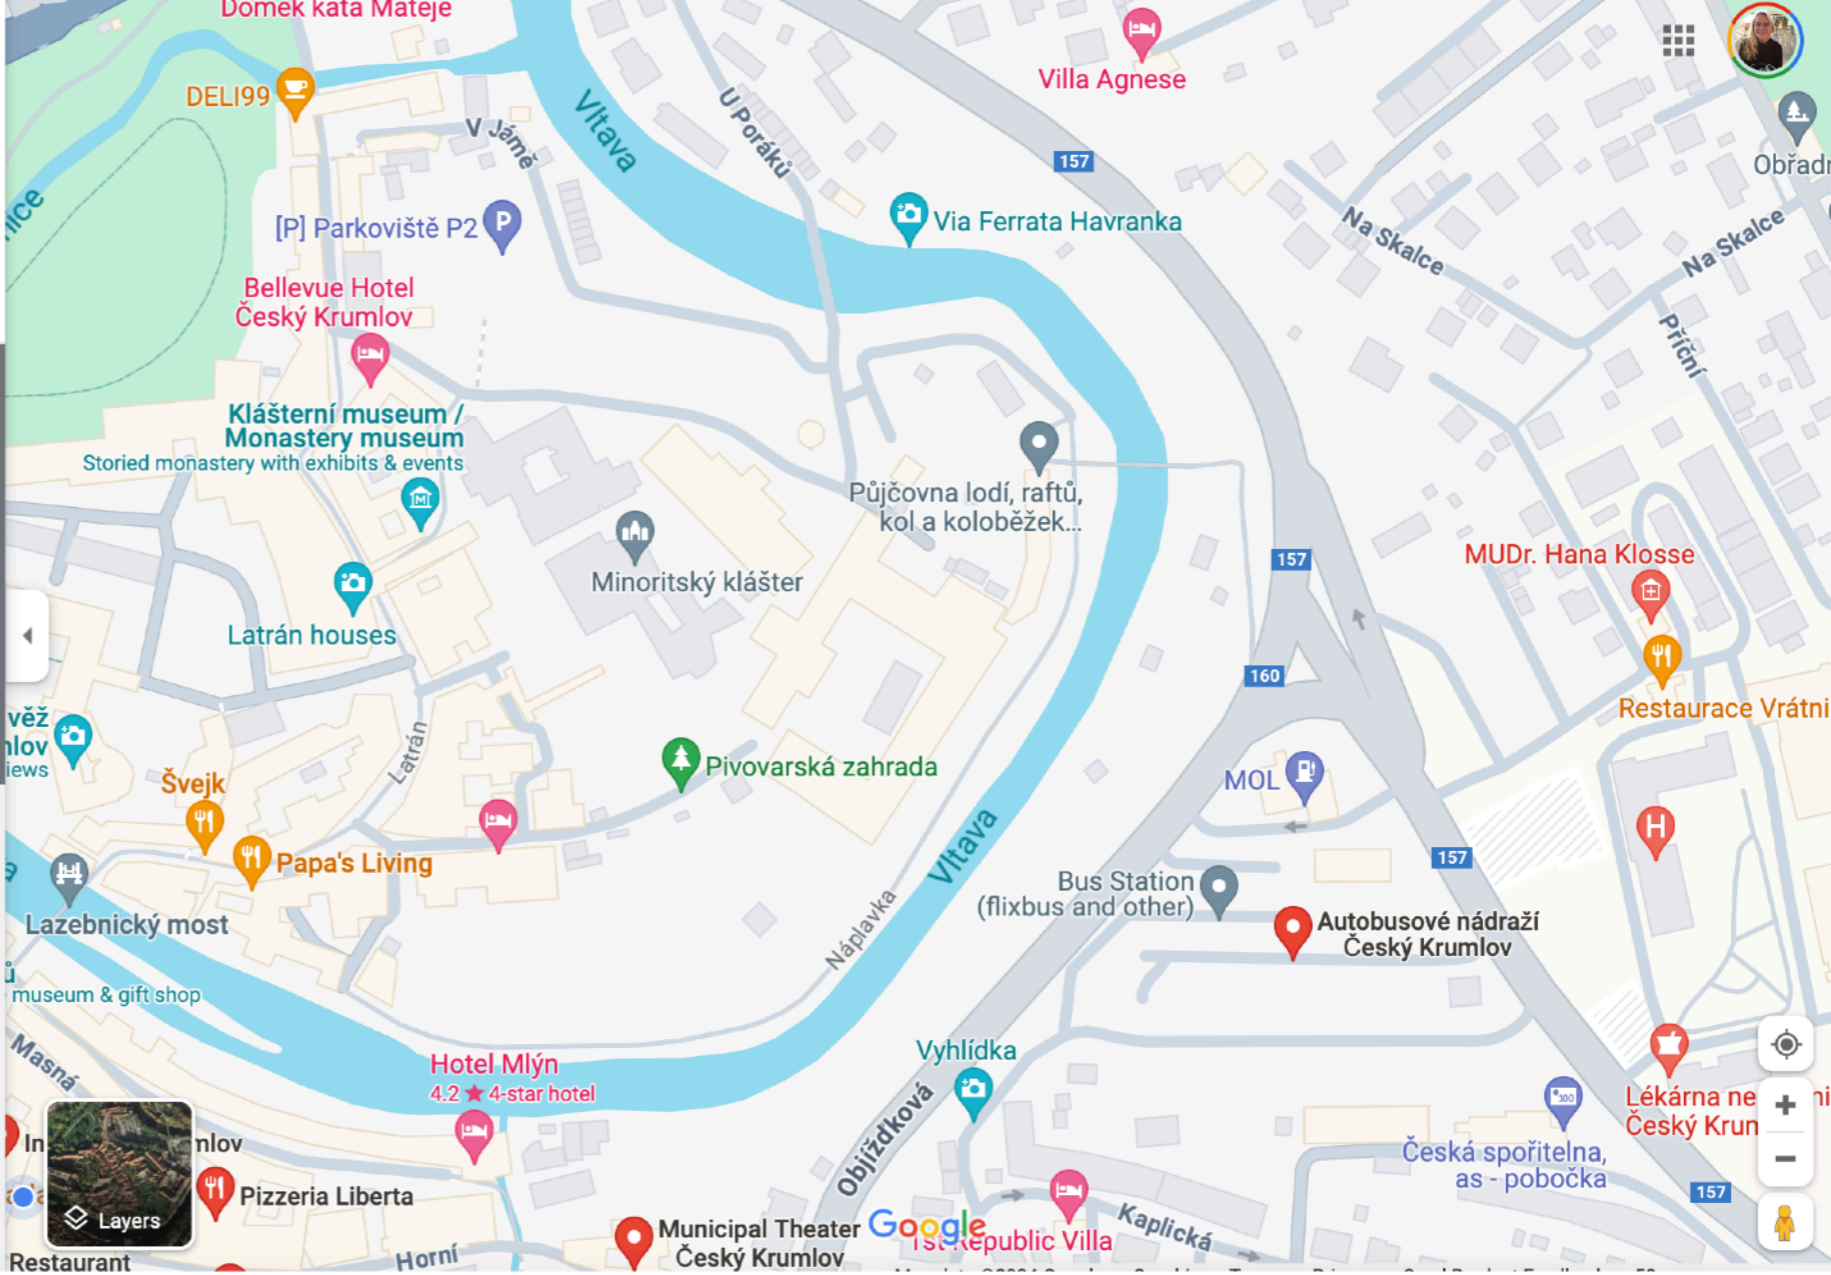 Domek kata Matěje
DELI99
V Jámě
Vltava
U Poráků
Villa Agnese
157
Via Ferrata Havranka
Na Skalce
Na Skalce
Příční
[P] Parkoviště P2
P
Bellevue Hotel
Český Krumlov
Klášterní museum /
Monastery museum
Storied monastery with exhibits & events
M
Půjčovna lodí, raftů,
kol a koloběžek...
Minoritský klášter
Latrán houses
157
160
MUDr. Hana Klosse
Restaurace Vrátni
věž
mlov
iews
Latrán
Švejk
Papa's Living
Pivovarská zahrada
MOL
H
157
Vltava
Lazebnický most
Náplavka
Bus Station
(flixbus and other)
Autobusové nádraží
Český Krumlov
museum & gift shop
Masná
Hotel Mlýn
4.2 ★ 4-star hotel
Vyhlídka
Objížďková
Česká spořitelna,
as - pobočka
Lékárna ne
Český Krum
157
In
mlov
Layers
Pizzeria Liberta
Horní
Restaurant
Municipal Theater
Český Krumlov
Google
1st Republic Villa
Kaplická